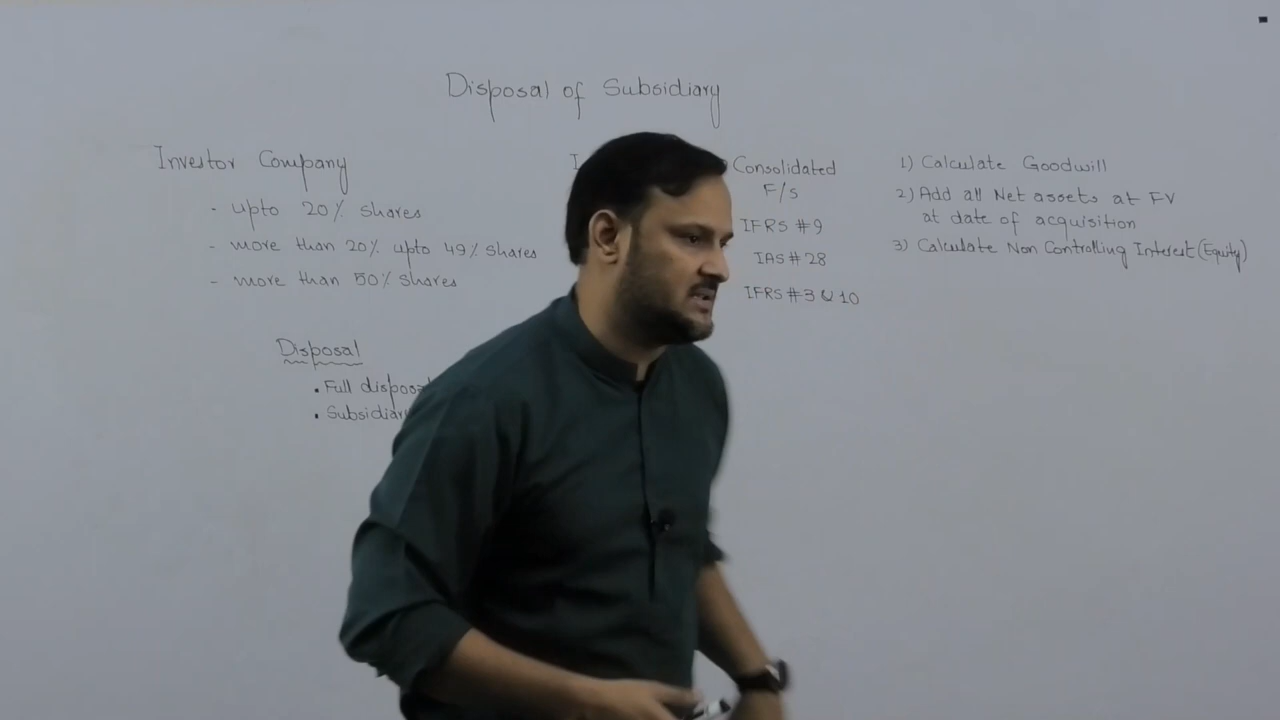 Disposal of Subsidiary
Investor Company
- upto 20% shares
- more than 20% upto 49% shares
- more than 50% shares
Disposal
• Full disposal
• Subsidiary
Consolidated
F/s
IFRS #9
IAS #28
IFRS #3 & 10
1) Calculate Goodwill
2) Add all Net assets at FV
at date of acquisition
3) Calculate Non Controlling Interest (Equity)